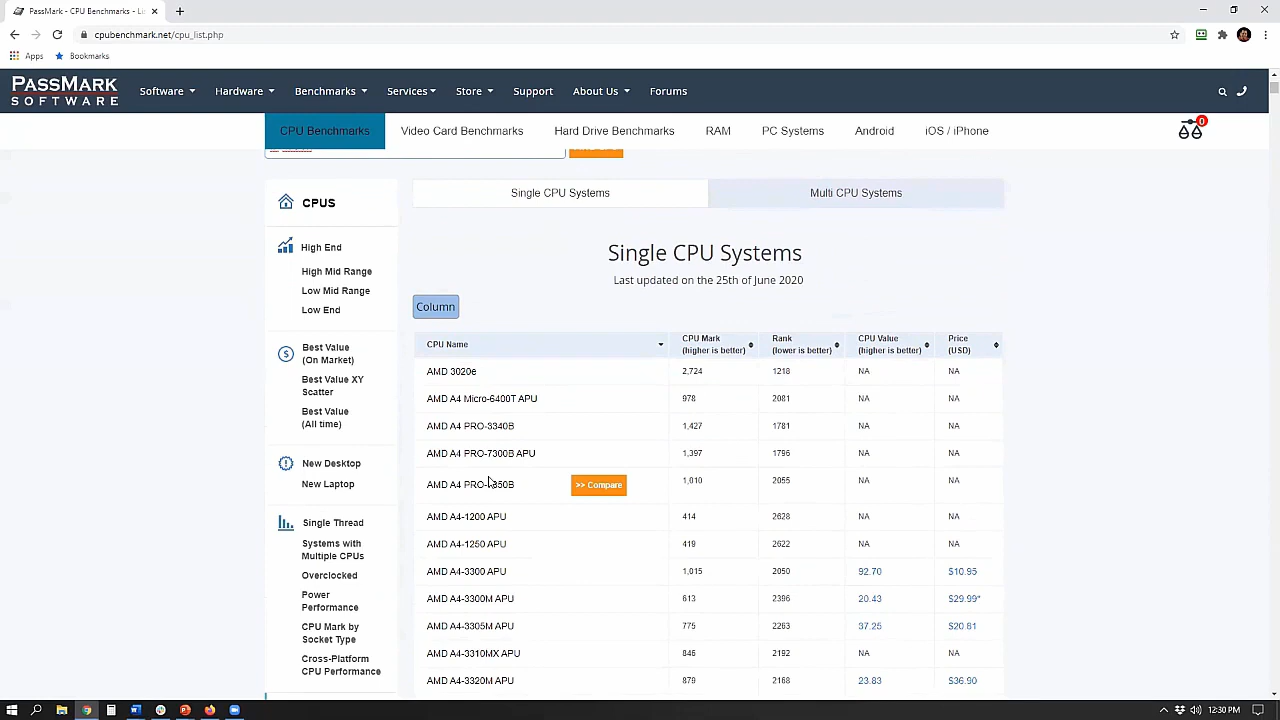 PassMark - CPU Benchmarks - Li
cpubenchmark.net/cpu_list.php
Apps Bookmarks
PASSMARK
SOFTWARE
Software Hardware Benchmarks Services Store Support About Us Forums
CPU Benchmarks Video Card Benchmarks Hard Drive Benchmarks RAM PC Systems Android iOS / iPhone 0
Single CPU Systems Multi CPU Systems
CPUS
High End
High Mid Range
Low Mid Range
Low End
Best Value
(On Market)
Best Value XY
Scatter
Best Value
(All time)
New Desktop
New Laptop
Single Thread
Systems with
Multiple CPUs
Overclocked
Power
Performance
CPU Mark by
Socket Type
Cross-Platform
CPU Performance
Single CPU Systems
Last updated on the 25th of June 2020
Column
CPU Name CPU Mark (higher is better) Rank (lower is better) CPU Value (higher is better) Price (USD)
AMD 3020e 2,724 1218 NA NA
AMD A4 Micro-6400T APU 978 2081 NA NA
AMD A4 PRO-3340B 1,427 1781 NA NA
AMD A4 PRO-7300B APU 1,397 1796 NA NA
AMD A4 PRO-7350B >> Compare 1,010 2055 NA NA
AMD A4-1200 APU 414 2628 NA NA
AMD A4-1250 APU 419 2622 NA NA
AMD A4-3300 APU 1,015 2050 92.70 $10.95
AMD A4-3300M APU 613 2396 20.43 $29.99*
AMD A4-3305M APU 775 2263 37.25 $20.81
AMD A4-3310MX APU 846 2192 NA NA
AMD A4-3320M APU 879 2168 23.83 $36.90
12:30 PM